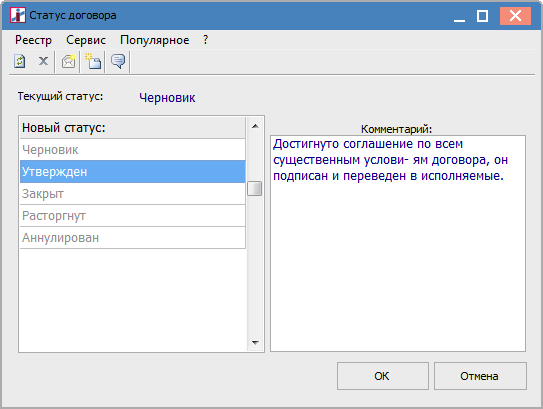 Статус договора
Реестр Сервис Популярное ?
Текущий статус: Черновик
Новый статус:
Черновик
Утвержден
Закрыт
Расторгнут
Аннулирован
Комментарий:
Достигнуто соглашение по всем
существенным услови- ям договора, он
подписан и переведен в исполняемые.
ОК Отмена